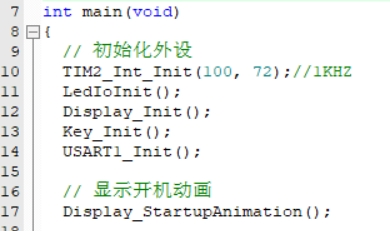 7 int main(void)
8 {
9 // 初始化外设
10 TIM2_Int_Init(100, 72);//1KHZ
11 LedIoInit();
12 Display_Init();
13 Key_Init();
14 USART1_Init();
15
16 // 显示开机动画
17 Display_StartupAnimation();